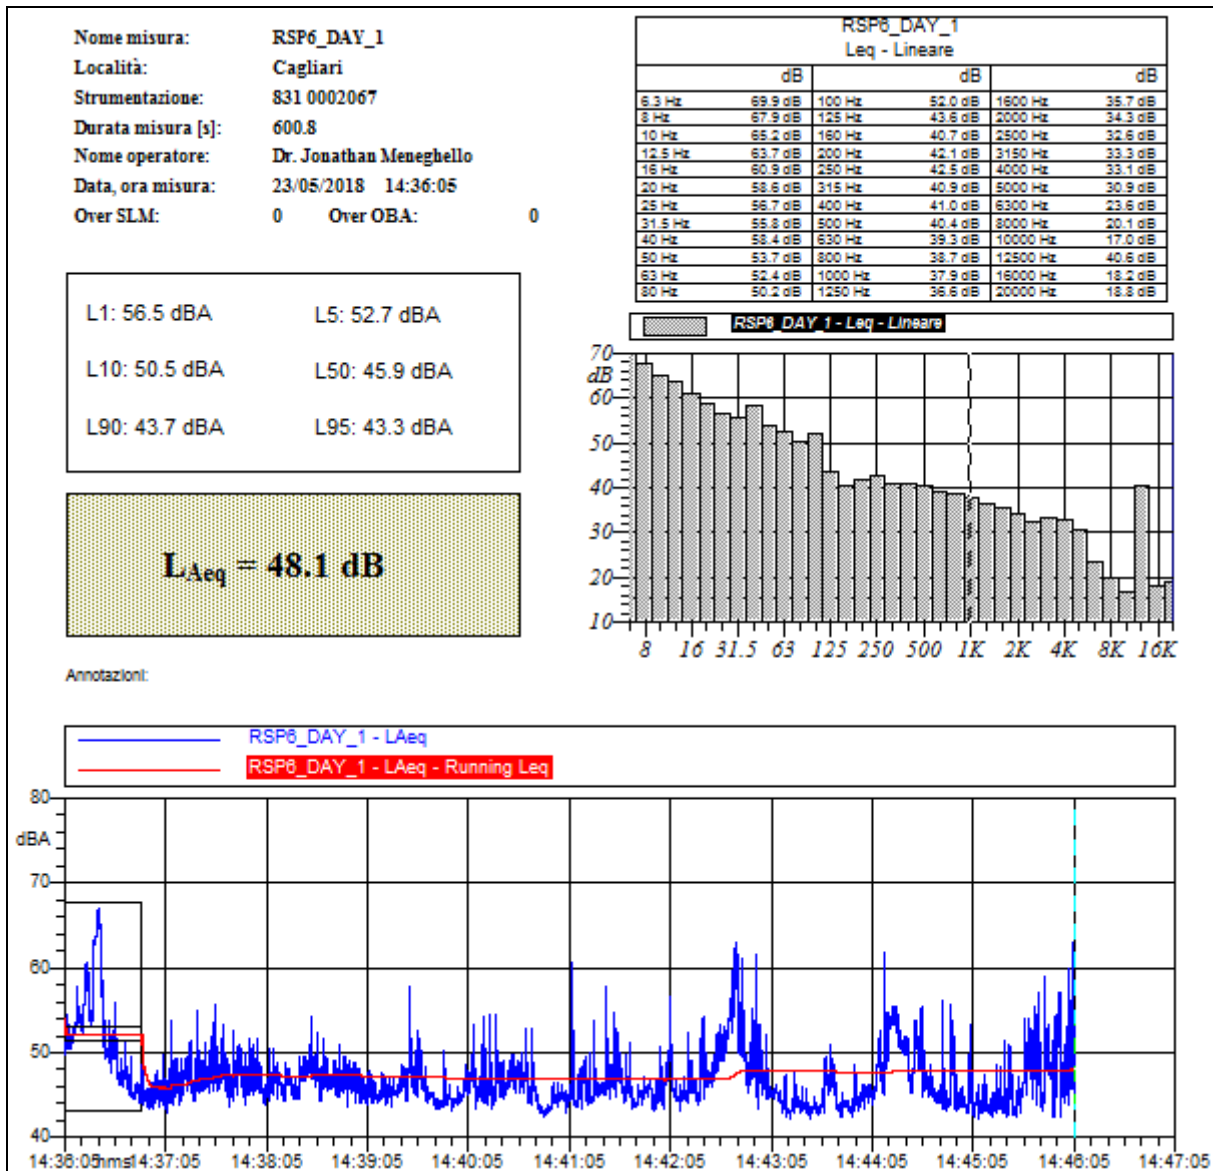 Nome misura: RSP6_DAY_1
Località: Cagliari
Strumentazione: 831 0002067
Durata misura [s]: 600.8
Nome operatore: Dr. Jonathan Meneghello
Data, ora misura: 23/05/2018 14:36:05
Over SLM: 0 Over OBA: 0
RSP6_DAY_1
Leq - Lineare
dB dB dB
6.3 Hz 69.9 dB 100 Hz 52.0 dB 1600 Hz 35.7 dB
8 Hz 67.9 dB 125 Hz 43.6 dB 2000 Hz 34.3 dB
10 Hz 65.2 dB 160 Hz 40.7 dB 2500 Hz 32.6 dB
12.5 Hz 63.7 dB 200 Hz 42.1 dB 3150 Hz 33.3 dB
16 Hz 60.9 dB 250 Hz 42.5 dB 4000 Hz 33.1 dB
20 Hz 58.6 dB 315 Hz 40.9 dB 5000 Hz 30.9 dB
25 Hz 56.7 dB 400 Hz 41.0 dB 6300 Hz 23.6 dB
31.5 Hz 55.8 dB 500 Hz 40.4 dB 8000 Hz 20.1 dB
40 Hz 58.4 dB 630 Hz 39.3 dB 10000 Hz 17.0 dB
50 Hz 53.7 dB 800 Hz 38.7 dB 12500 Hz 40.6 dB
63 Hz 52.4 dB 1000 Hz 37.9 dB 16000 Hz 18.2 dB
80 Hz 50.2 dB 1250 Hz 36.6 dB 20000 Hz 18.8 dB
L1: 56.5 dBA L5: 52.7 dBA
L10: 50.5 dBA L50: 45.9 dBA
L90: 43.7 dBA L95: 43.3 dBA
LAeq = 48.1 dB
RSP6_DAY_1 - Leq - Lineare
70
dB
60
50
40
30
20
10
8 16 31.5 63 125 250 500 1K 2K 4K 8K 16K
Annotazioni:
RSP6_DAY_1 - LAeq
RSP6_DAY_1 - LAeq - Running Leq
80
dBA
70
60
50
40
14:36:05 hms 14:37:05 14:38:05 14:39:05 14:40:05 14:41:05 14:42:05 14:43:05 14:44:05 14:45:05 14:46:05 14:47:05